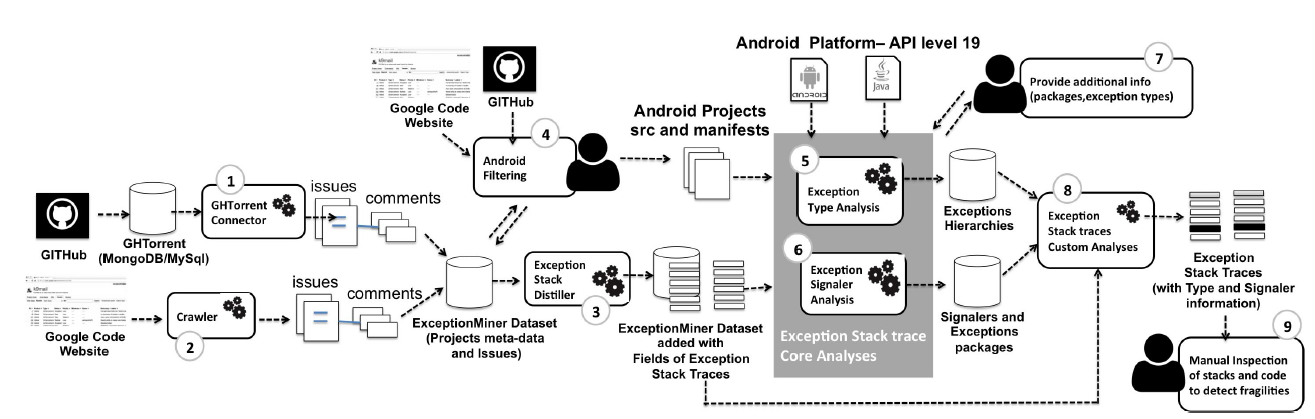 Android Platform– API level 19
7
Provide additional info
(packages,exception types)
ANDROID
Java
Google Code
Website
GITHub
4
Android
Filtering
Android Projects
src and manifests
5
Exception
Type Analysis
Exceptions
Hierarchies
8
Exception
Stack traces
Custom Analyses
1
GHTorrent
Connector
issues
comments
GITHub
GHTorrent
(MongoDB/MySql)
6
Exception
Signaler
Analysis
Signalers and
Exceptions
packages
Exception Stack trace
Core Analyses
Exception
Stack Traces
(with Type and Signaler
information)
Google Code
Website
Crawler
2
issues
comments
ExceptionMiner Dataset
(Projects meta-data
and Issues)
Exception
Stack
Distiller
3
ExceptionMiner Dataset
added with
Fields of Exception
Stack Traces
9
Manual Inspection
of stacks and code
to detect fragilities